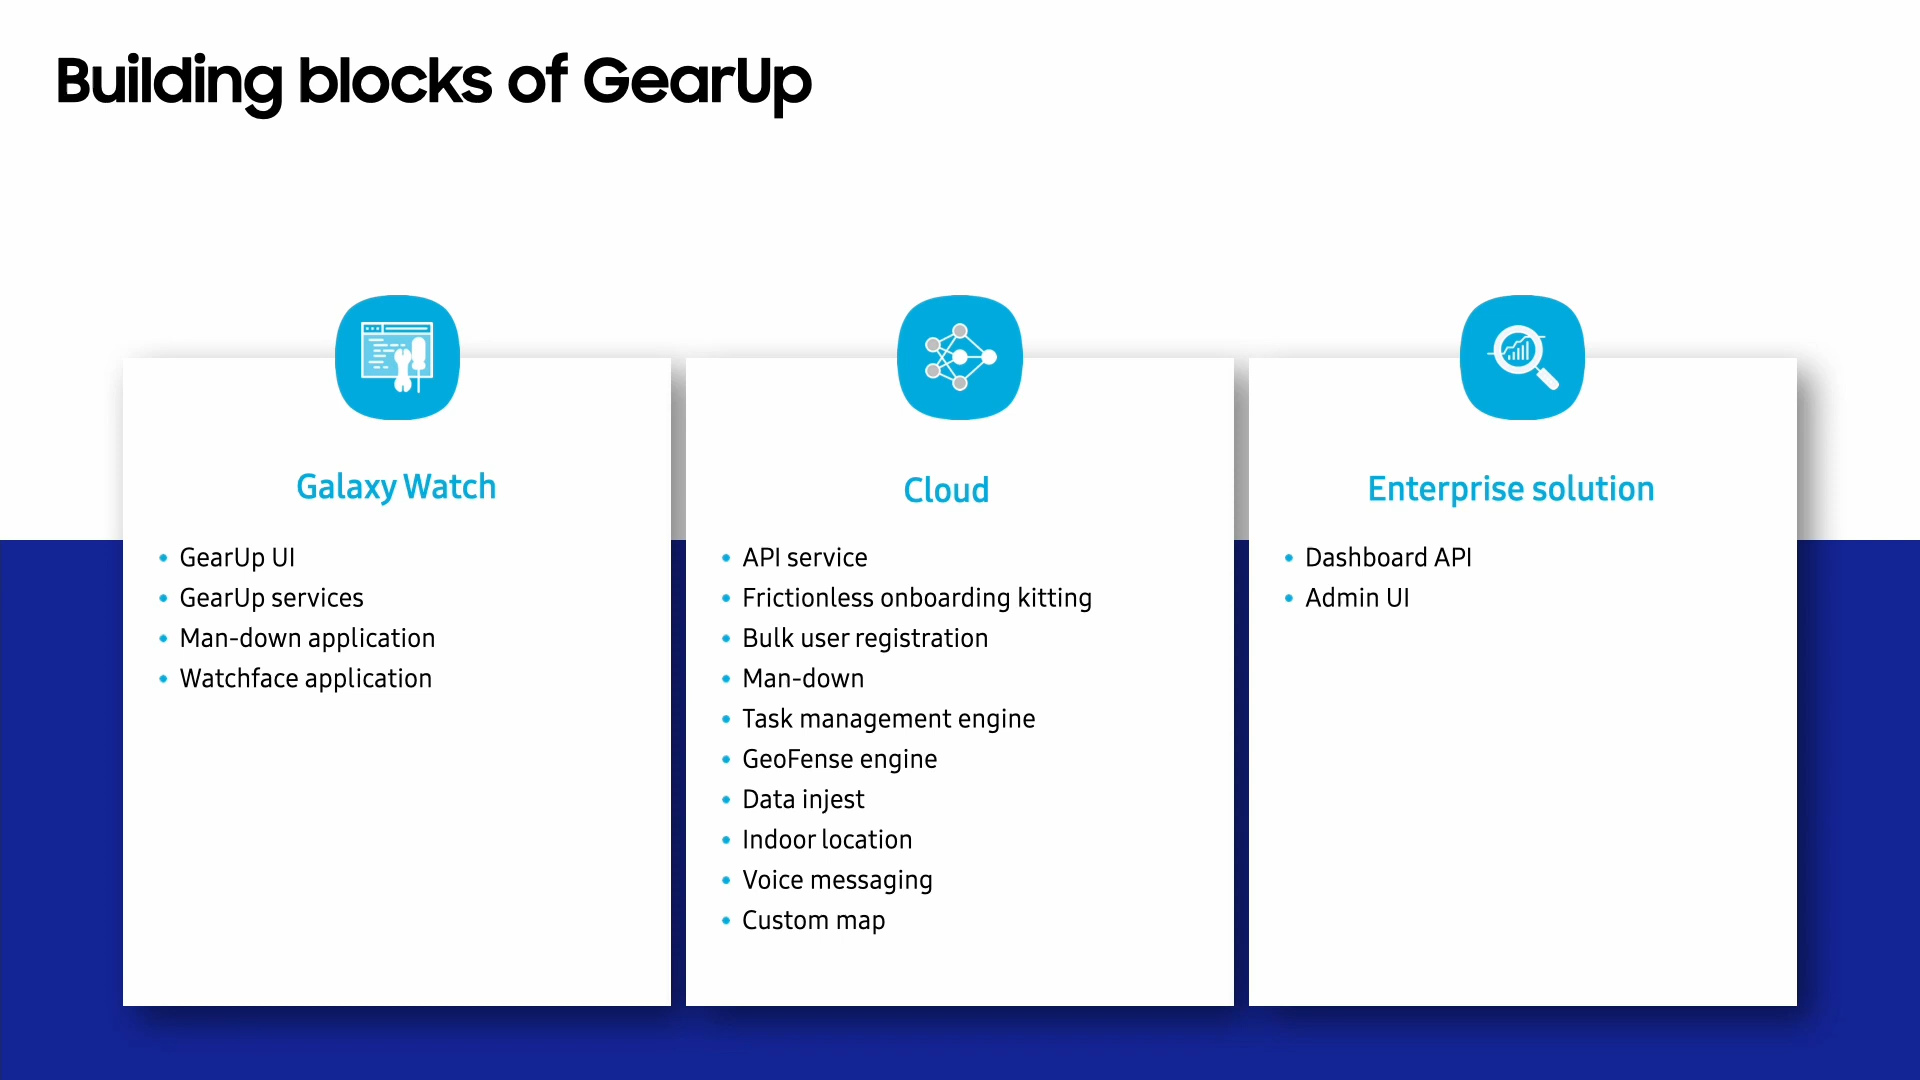 Building blocks of GearUp
Galaxy Watch
• GearUp UI
• GearUp services
• Man-down application
• Watchface application
Cloud
• API service
• Frictionless onboarding kitting
• Bulk user registration
• Man-down
• Task management engine
• GeoFense engine
• Data injest
• Indoor location
• Voice messaging
• Custom map
Enterprise solution
• Dashboard API
• Admin UI